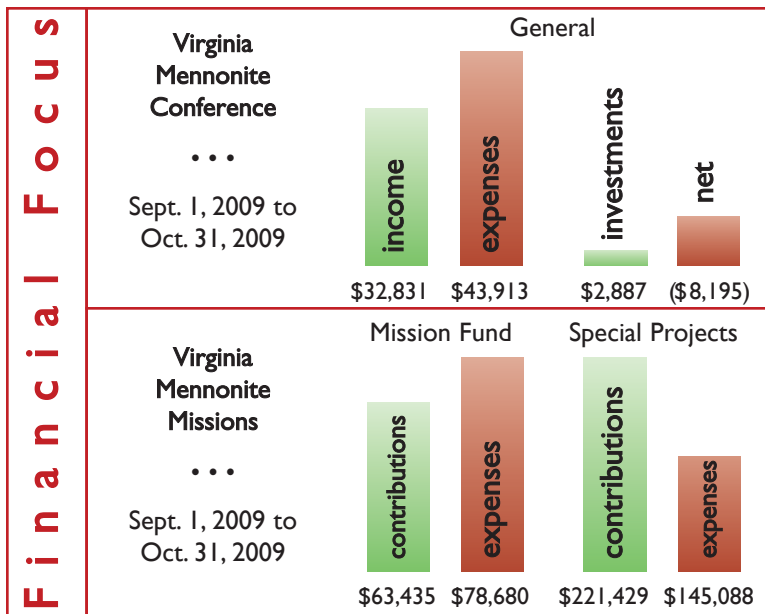 Financial Focus
Virginia
Mennonite
Conference
...
Sept. 1, 2009 to
Oct. 31, 2009
General
income
expenses
investments
net
$32,831
$43,913
$2,887
($8,195)
Virginia
Mennonite
Missions
...
Sept. 1, 2009 to
Oct. 31, 2009
Mission Fund
Special Projects
contributions
expenses
contributions
expenses
$63,435
$78,680
$221,429
$145,088